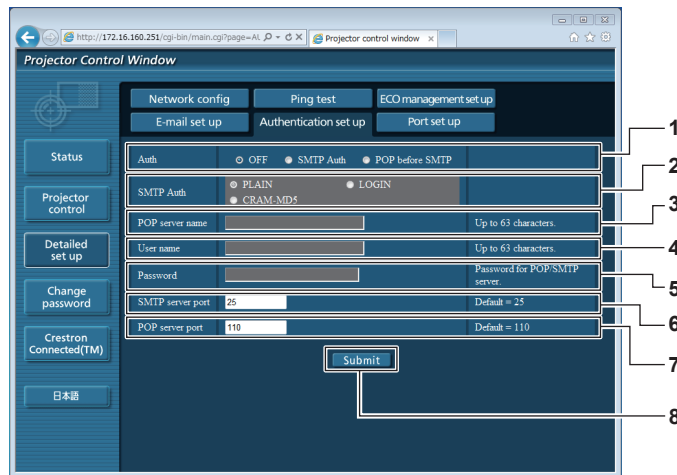 http://172.16.160.251/cgi-bin/main.cgi?page=AU
Projector control window
Projector Control Window
Network config Ping test ECO management set up
E-mail set up Authentication set up Port set up
Status
Projector control
Detailed set up
Change password
Crestron Connected(TM)
日本語
Auth OFF SMTP Auth POP before SMTP 1
SMTP Auth PLAIN LOGIN 2
CRAM-MD5
POP server name Up to 63 characters. 3
User name Up to 63 characters. 4
Password Password for POP/SMTP server. 5
SMTP server port 25 Default = 25 6
POP server port 110 Default = 110 7
Submit 8